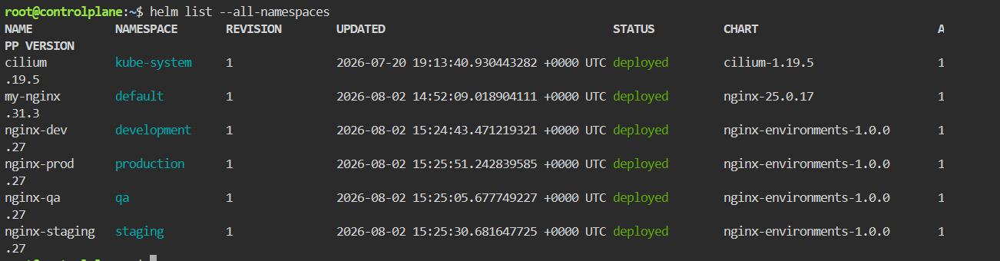 root@controlplane:~$ helm list --all-namespaces
NAME NAMESPACE REVISION UPDATED STATUS CHART A
PP VERSION
cilium kube-system 1 2026-07-20 19:13:40.930443282 +0000 UTC deployed cilium-1.19.5 1
.19.5
my-nginx default 1 2026-08-02 14:52:09.018904111 +0000 UTC deployed nginx-25.0.17 1
.31.3
nginx-dev development 1 2026-08-02 15:24:43.471219321 +0000 UTC deployed nginx-environments-1.0.0 1
.27
nginx-prod production 1 2026-08-02 15:25:51.242839585 +0000 UTC deployed nginx-environments-1.0.0 1
.27
nginx-qa qa 1 2026-08-02 15:25:05.677749227 +0000 UTC deployed nginx-environments-1.0.0 1
.27
nginx-staging staging 1 2026-08-02 15:25:30.681647725 +0000 UTC deployed nginx-environments-1.0.0 1
.27